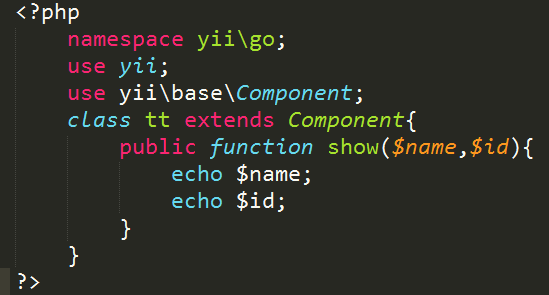 <?php
    namespace yii\go;
    use yii;
    use yii\base\Component;
    class tt extends Component{
        public function show($name,$id){
            echo $name;
            echo $id;
        }
    }
?>